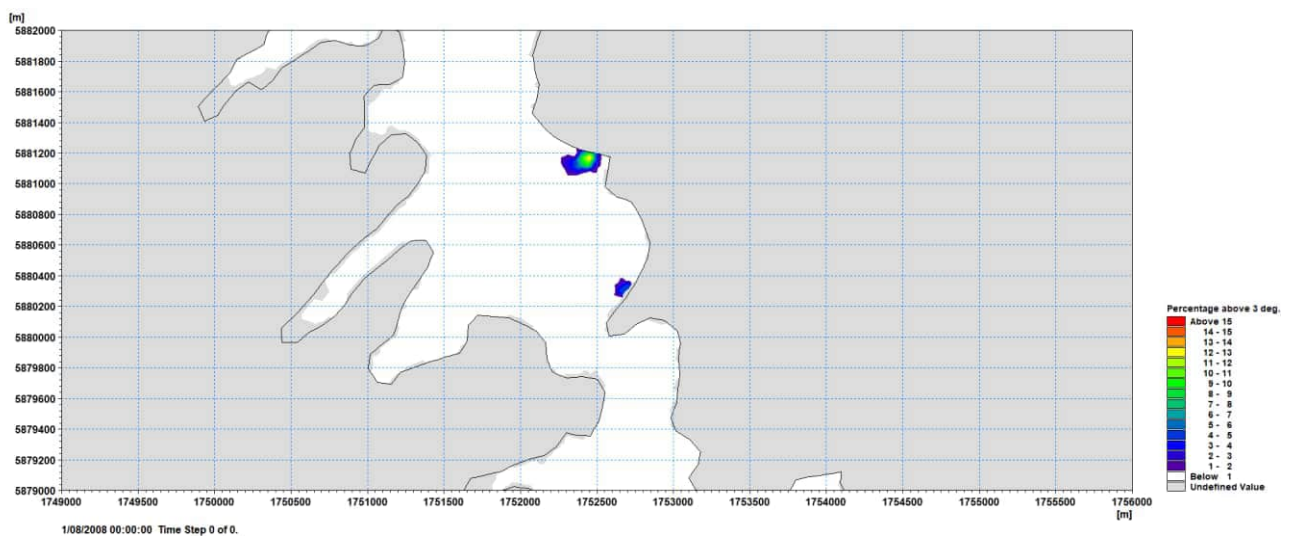 [m]
5882000
5881800
5881600
5881400
5881200
5881000
5880800
5880600
5880400
5880200
5880000
5879800
5879600
5879400
5879200
5879000
1749000 1749500 1750000 1750500 1751000 1751500 1752000 1752500 1753000 1753500 1754000 1754500 1755000 1755500 1756000
[m]
Percentage above 3 deg.
Above 15
14 - 15
13 - 14
12 - 13
11 - 12
10 - 11
9 - 10
8 - 9
7 - 8
6 - 7
5 - 6
4 - 5
3 - 4
2 - 3
1 - 2
Below 1
Undefined Value
1/08/2008 00:00:00 Time Step 0 of 0.